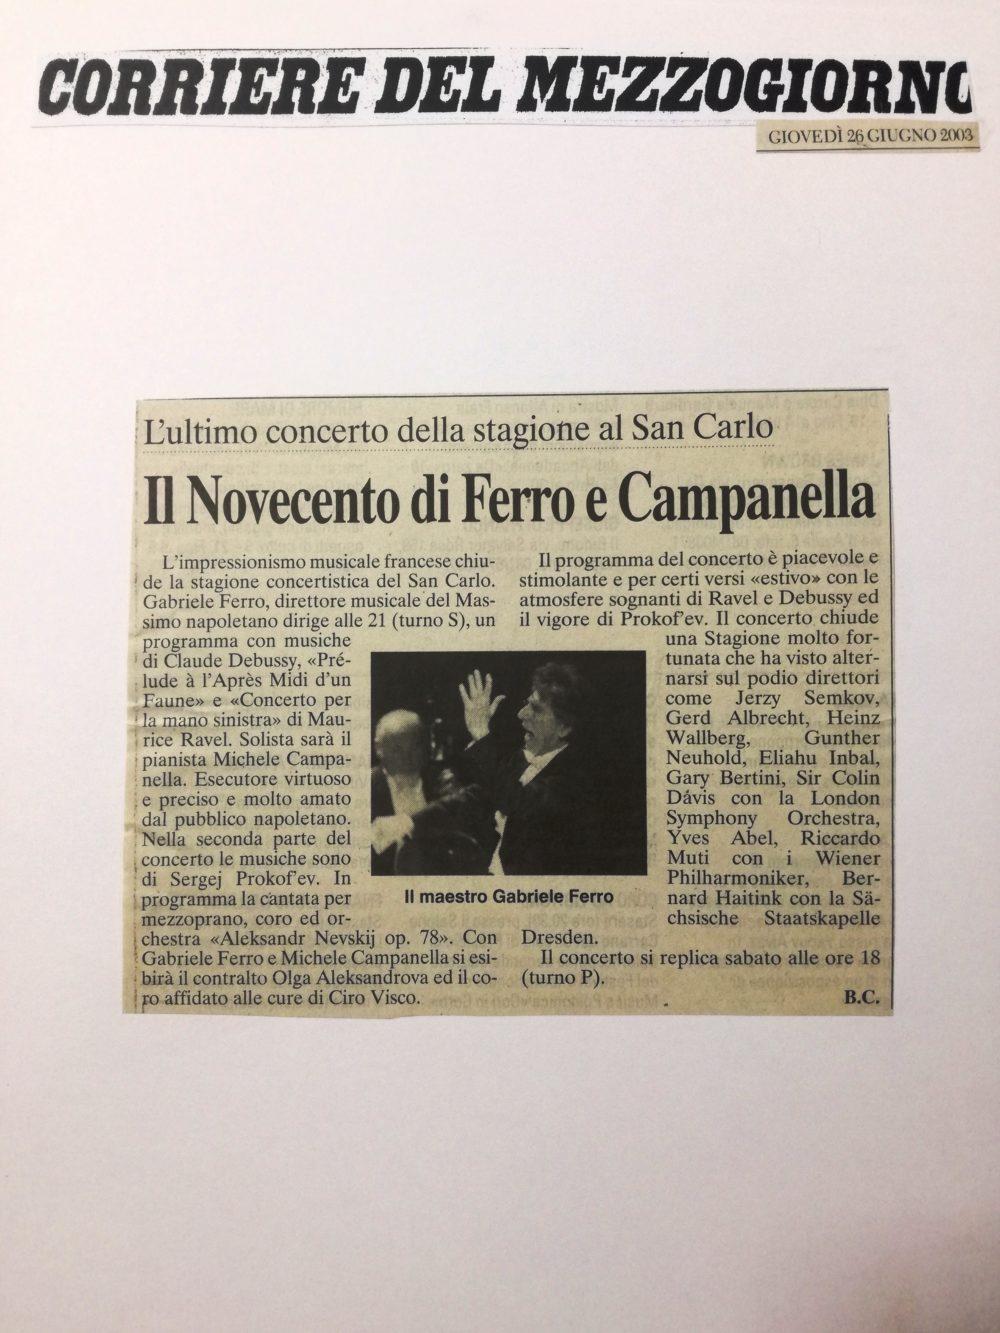 CORRIERE DEL MEZZOGIORNO
GIOVEDÌ 26 GIUGNO 2003
L'ultimo concerto della stagione al San Carlo
Il Novecento di Ferro e Campanella
L'impressionismo musicale francese chiu-
de la stagione concertistica del San Carlo.
Gabriele Ferro, direttore musicale del Mas-
simo napoletano dirige alle 21 (turno S), un
programma con musiche
di Claude Debussy, «Pré-
lude à l'Après Midi d'un
Faune» e «Concerto per
la mano sinistra» di Mau-
rice Ravel. Solista sarà il
pianista Michele Campa-
nella. Esecutore virtuoso
e preciso e molto amato
dal pubblico napoletano.
Nella seconda parte del
concerto le musiche sono
di Sergej Prokof'ev. In
programma la cantata per
mezzoprano, coro ed or-
chestra «Aleksandr Nevskij op. 78». Con
Gabriele Ferro e Michele Campanella si esi-
birà il contralto Olga Aleksandrova ed il co-
ro affidato alle cure di Ciro Visco.
Il maestro Gabriele Ferro
Il programma del concerto è piacevole e
stimolante e per certi versi «estivo» con le
atmosfere sognanti di Ravel e Debussy ed
il vigore di Prokof'ev. Il concerto chiude
una Stagione molto for-
tunata che ha visto alter-
narsi sul podio direttori
come Jerzy Semkov,
Gerd Albrecht, Heinz
Wallberg, Gunther
Neuhold, Eliahu Inbal,
Gary Bertini, Sir Colin
Davis con la London
Symphony Orchestra,
Yves Abel, Riccardo
Muti con i Wiener
Philharmoniker, Ber-
nard Haitink con la Sä-
chsische Staatskapelle
Dresden.
Il concerto si replica sabato alle ore 18
(turno P).
B.C.